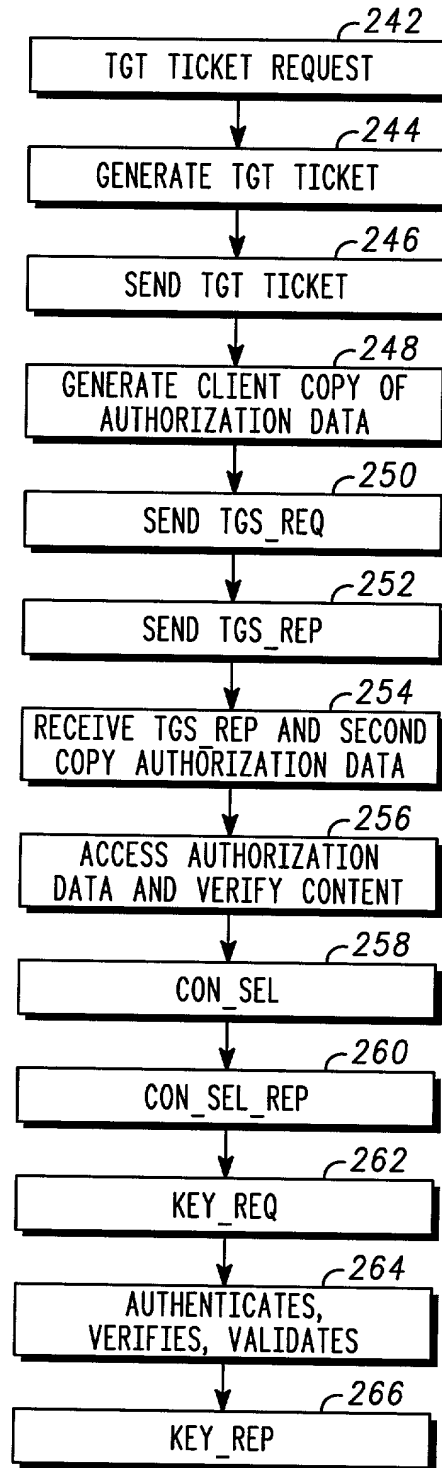 242
TGT TICKET REQUEST
244
GENERATE TGT TICKET
246
SEND TGT TICKET
248
GENERATE CLIENT COPY OF
AUTHORIZATION DATA
250
SEND TGS_REQ
252
SEND TGS_REP
254
RECEIVE TGS_REP AND SECOND
COPY AUTHORIZATION DATA
256
ACCESS AUTHORIZATION
DATA AND VERIFY CONTENT
258
CON_SEL
260
CON_SEL_REP
262
KEY_REQ
264
AUTHENTICATES,
VERIFIES, VALIDATES
266
KEY_REP